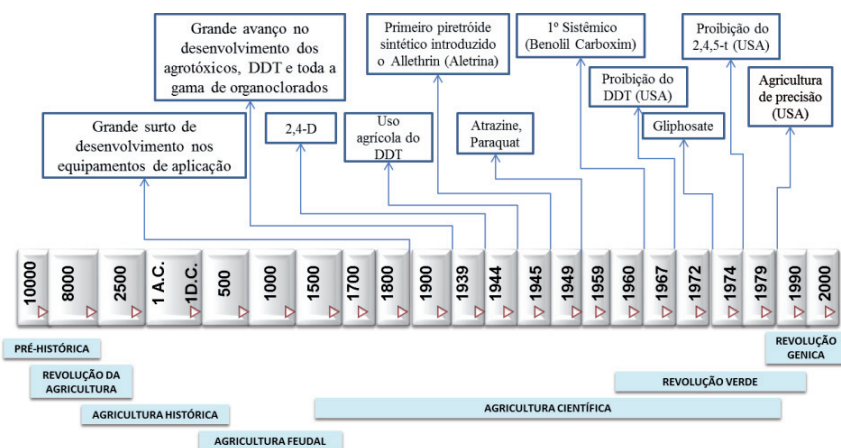 Grande avanço no
desenvolvimento dos
agrotóxicos, DDT e toda a
gama de organoclorados
Primeiro piretróide
sintético introduzido
o Allethrin (Aletrina)
1º Sistêmico
(Benolil Carboxim)
Proibição do
2,4,5-t (USA)
Grande surto de
desenvolvimento nos
equipamentos de aplicação
2,4-D
Uso
agrícola do
DDT
Atrazine,
Paraquat
Proibição do
DDT (USA)
Gliphosate
Agricultura
de precisão
(USA)
10000
8000
2500
1 A.C.
1D.C.
500
1000
1500
1700
1800
1900
1939
1944
1945
1949
1959
1960
1967
1972
1974
1979
1990
2000
PRÉ-HISTÓRICA
REVOLUÇÃO DA
AGRICULTURA
AGRICULTURA HISTÓRICA
AGRICULTURA FEUDAL
AGRICULTURA CIENTÍFICA
REVOLUÇÃO VERDE
REVOLUÇÃO
GENICA